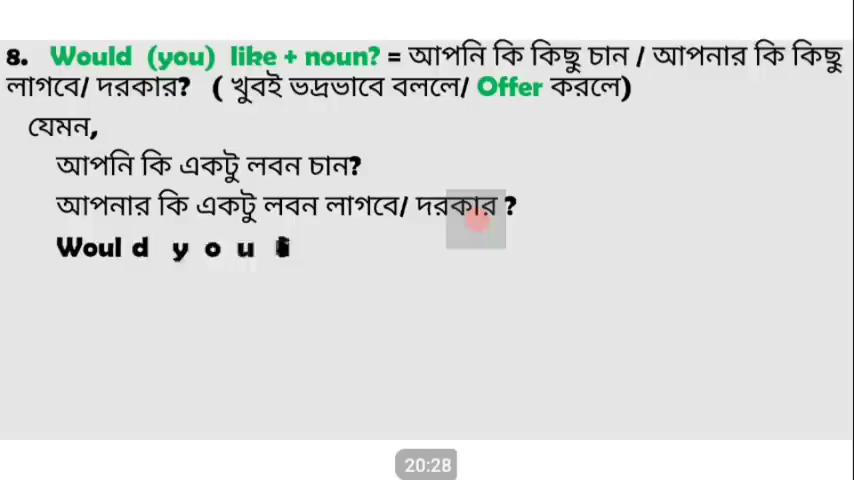 8. Would (you) like + noun? = আপনি কি কিছু চান / আপনার কি কিছু
লাগবে/ দরকার? ( খুবই ভদ্রভাবে বললে/ Offer করলে)
যেমন,
আপনি কি একটু লবন চান?
আপনার কি একটু লবন লাগবে/ দরকার ?
Would you
20:28